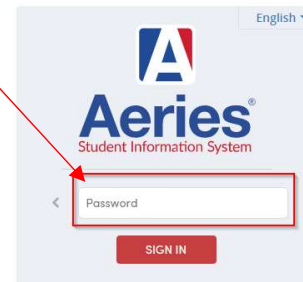 English
Aeries®
Student Information System
Password
SIGN IN